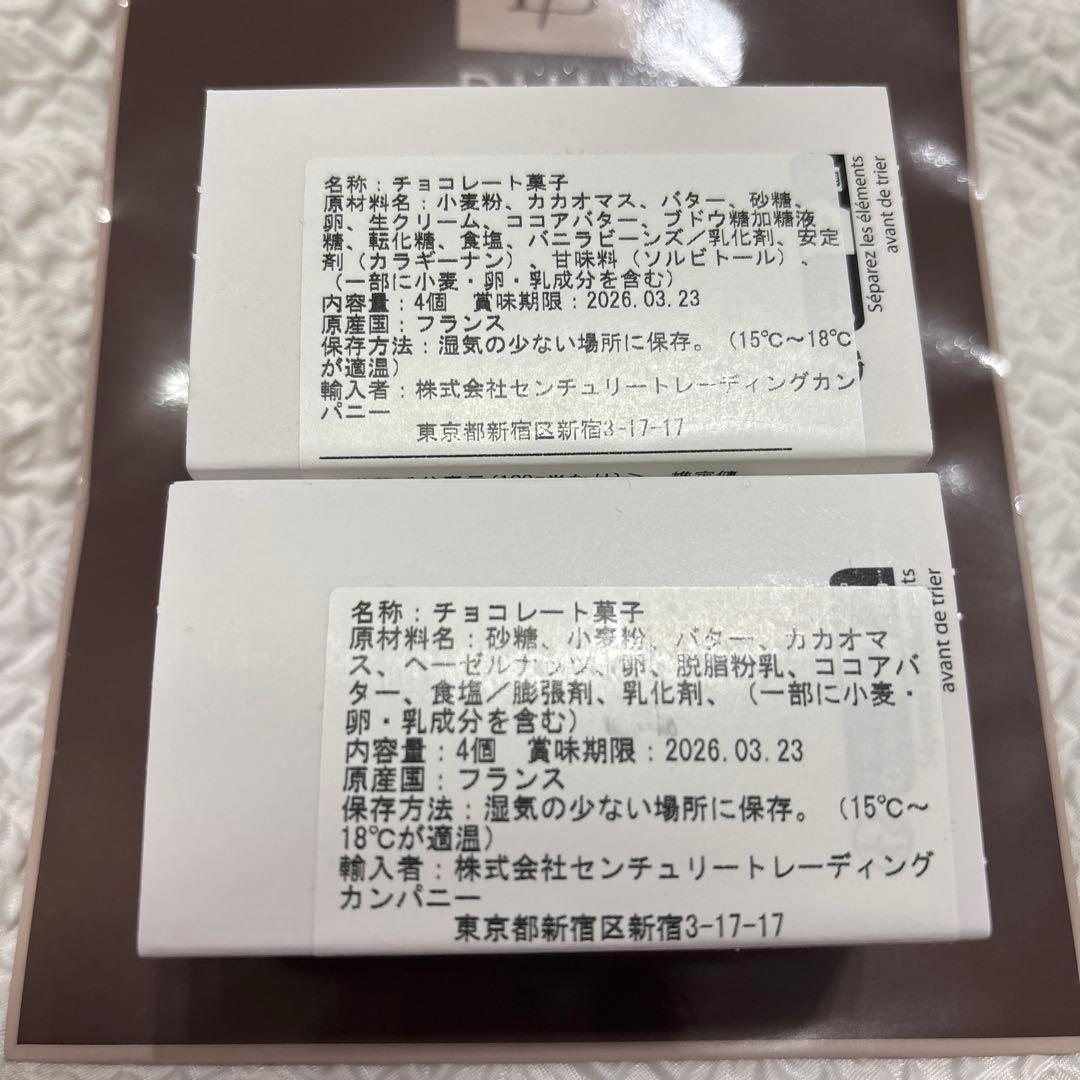 名称：チョコレート菓子
原材料名：小麦粉、カカオマス、バター、砂糖、
卵、生クリーム、ココアバター、ブドウ糖加糖液
糖、転化糖、食塩、バニラビーンズ／乳化剤、安定
剤（カラギーナン）、甘味料（ソルビトール）、
（一部に小麦・卵・乳成分を含む）
内容量：4個　賞味期限：2026.03.23
原産国：フランス
保存方法：湿気の少ない場所に保存。（15℃～18℃
が適温）
輸入者：株式会社センチュリートレーディングカン
パニー
東京都新宿区新宿3-17-17
Séparez les éléments
avant de trier
名称：チョコレート菓子
原材料名：砂糖、小麦粉、バター、カカオマ
ス、ヘーゼルナッツ、卵、脱脂粉乳、ココアバ
ター、食塩／膨張剤、乳化剤、（一部に小麦・
卵・乳成分を含む）
内容量：4個　賞味期限：2026.03.23
原産国：フランス
保存方法：湿気の少ない場所に保存。（15℃～
18℃が適温）
輸入者：株式会社センチュリートレーディング
カンパニー
東京都新宿区新宿3-17-17
avant de trier